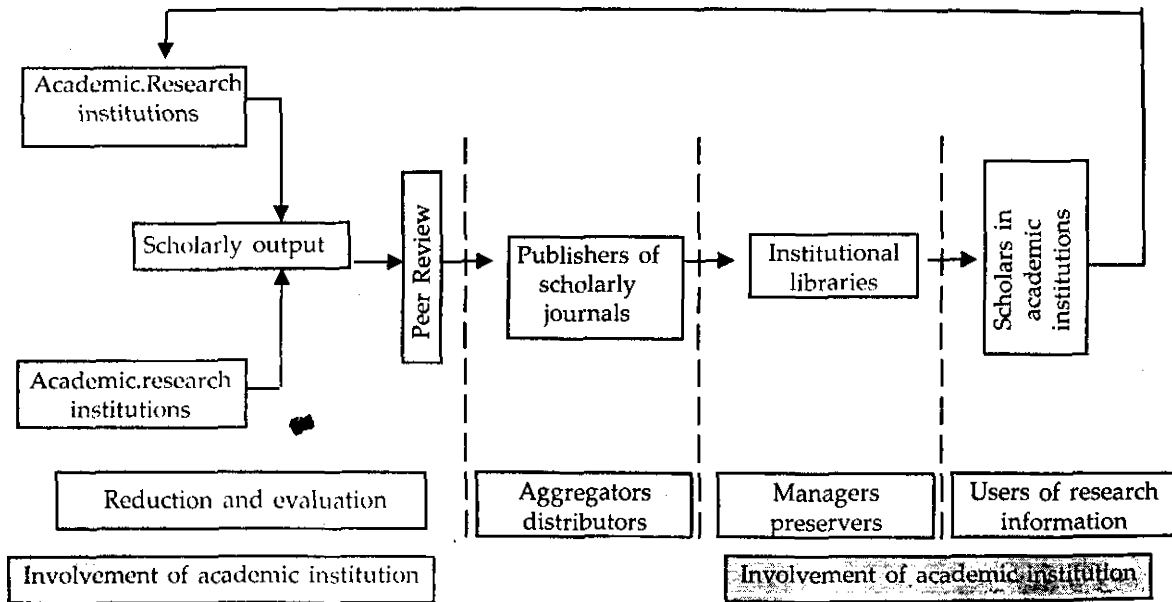 Academic.Research
institutions
Scholarly output
Academic.research
institutions
Peer Review
Publishers of
scholarly
journals
Institutional
libraries
Scholars in
academic
institutions
Reduction and evaluation
Aggregators
distributors
Managers
preservers
Users of research
information
Involvement of academic institution
Involvement of academic institution